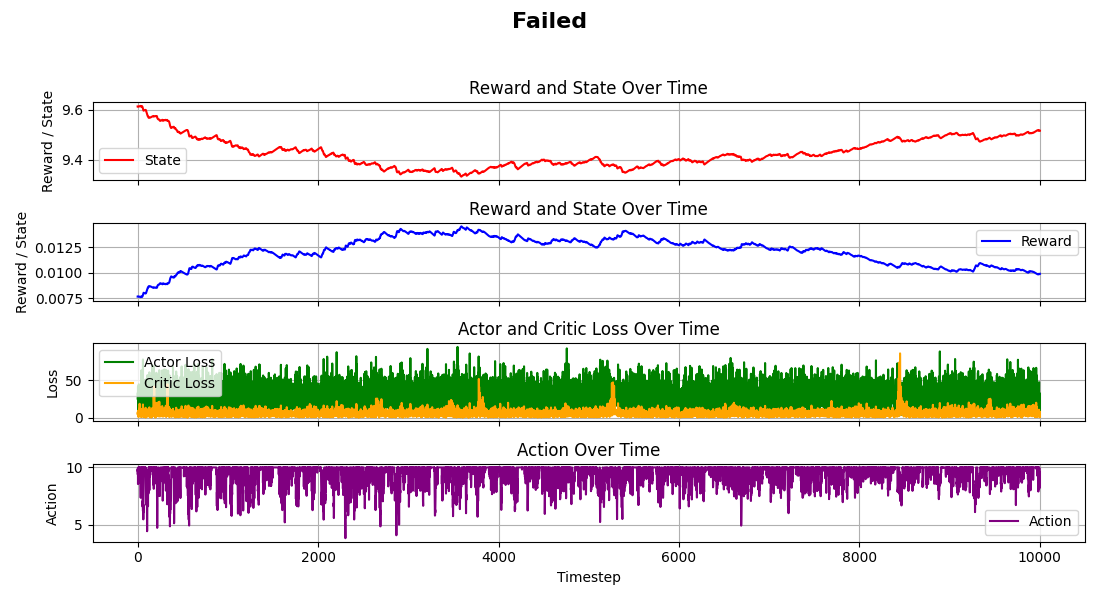 Failed
Reward and State Over Time
Reward / State
9.6
9.4
State
Reward and State Over Time
Reward / State
0.0125
0.0100
0.0075
Reward
Actor and Critic Loss Over Time
Loss
50
0
Actor Loss
Critic Loss
Action Over Time
Action
10
5
Action
0
2000
4000
6000
8000
10000
Timestep